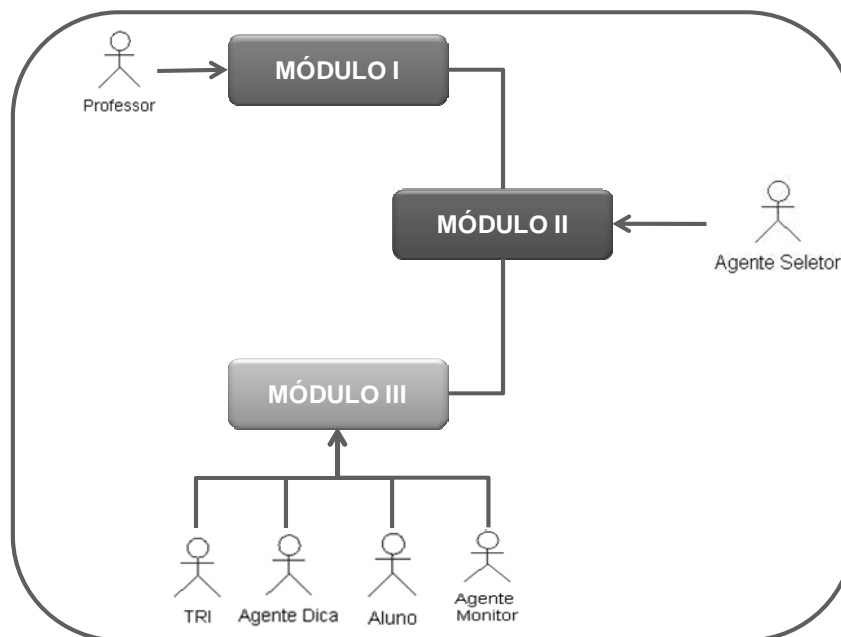 MÓDULO I
Professor
MÓDULO II
Agente Seletor
MÓDULO III
TRI
Agente Dica
Aluno
Agente
Monitor